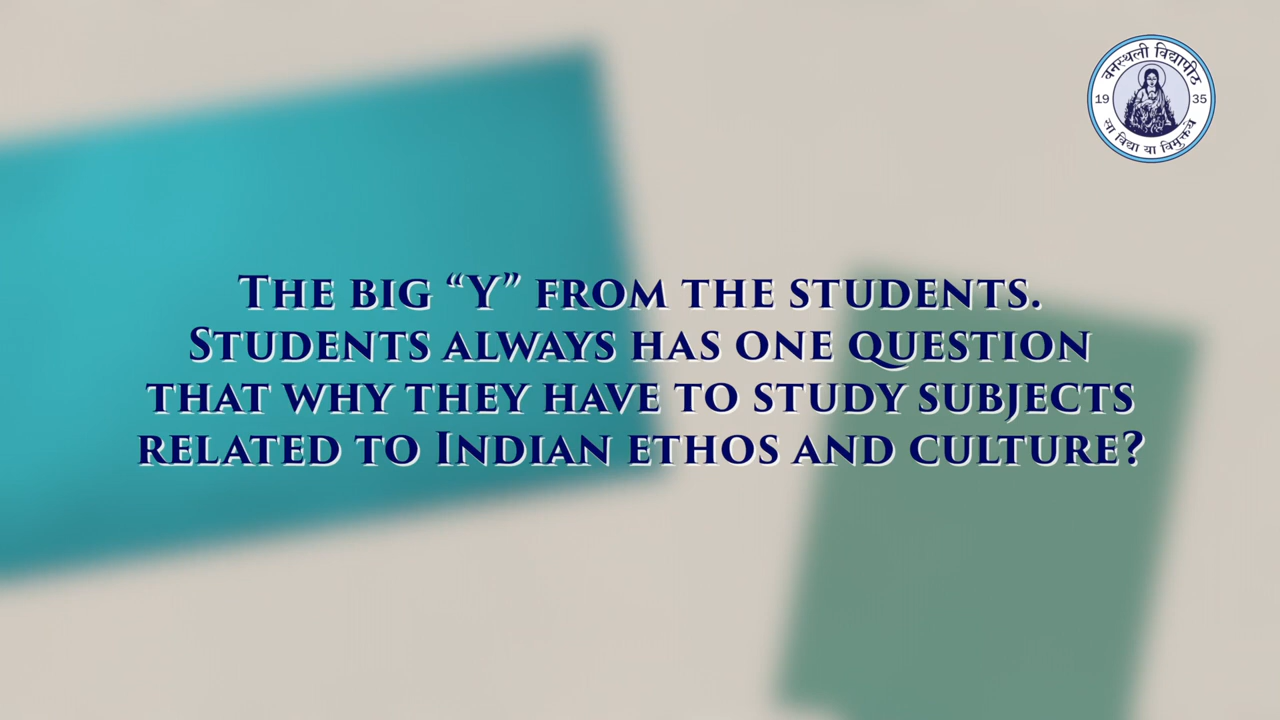 वनस्थली विद्यापीठ
19 35
सा विद्या या विमुक्तये
THE BIG “Y” FROM THE STUDENTS.
STUDENTS ALWAYS HAS ONE QUESTION
THAT WHY THEY HAVE TO STUDY SUBJECTS
RELATED TO INDIAN ETHOS AND CULTURE?